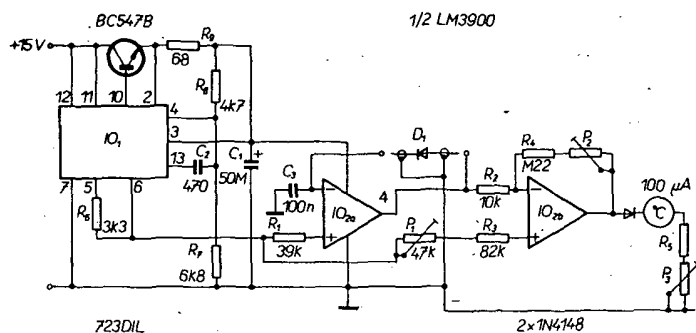 BC547B
1/2 LM3900
+15V
R9
68
12
11
10
2
4
R8
4k7
IO1
3
13
C2
470
C1
+
50M
7
5
6
R6
3k3
C3
100n
D1
4
IO2a
R1
39k
R7
6k8
P1
47k
R2
10k
R3
82k
R4
M22
P2
IO2b
100 µA
°C
R5
P3
723DIL
2×1N4148